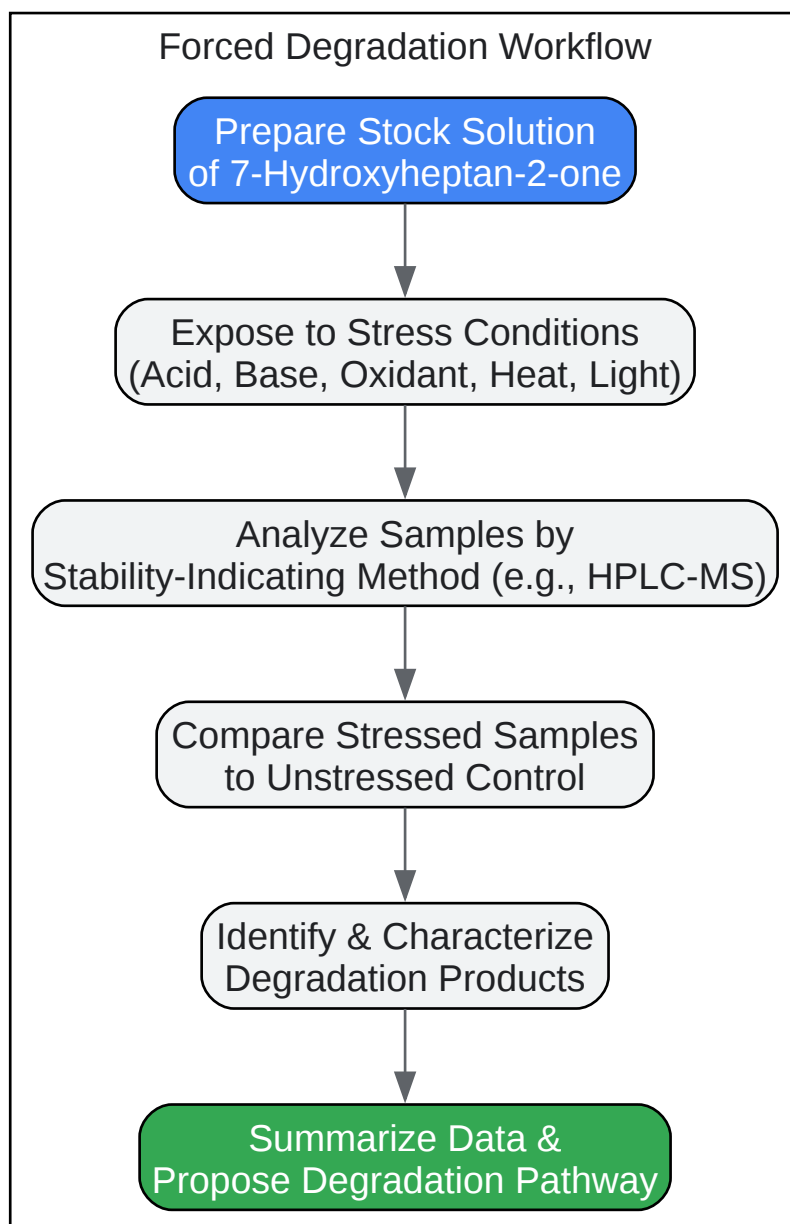 Forced Degradation Workflow
Prepare Stock Solution
of 7-Hydroxyheptan-2-one
Expose to Stress Conditions
(Acid, Base, Oxidant, Heat, Light)
Analyze Samples by
Stability-Indicating Method (e.g., HPLC-MS)
Compare Stressed Samples
to Unstressed Control
Identify & Characterize
Degradation Products
Summarize Data &
Propose Degradation Pathway